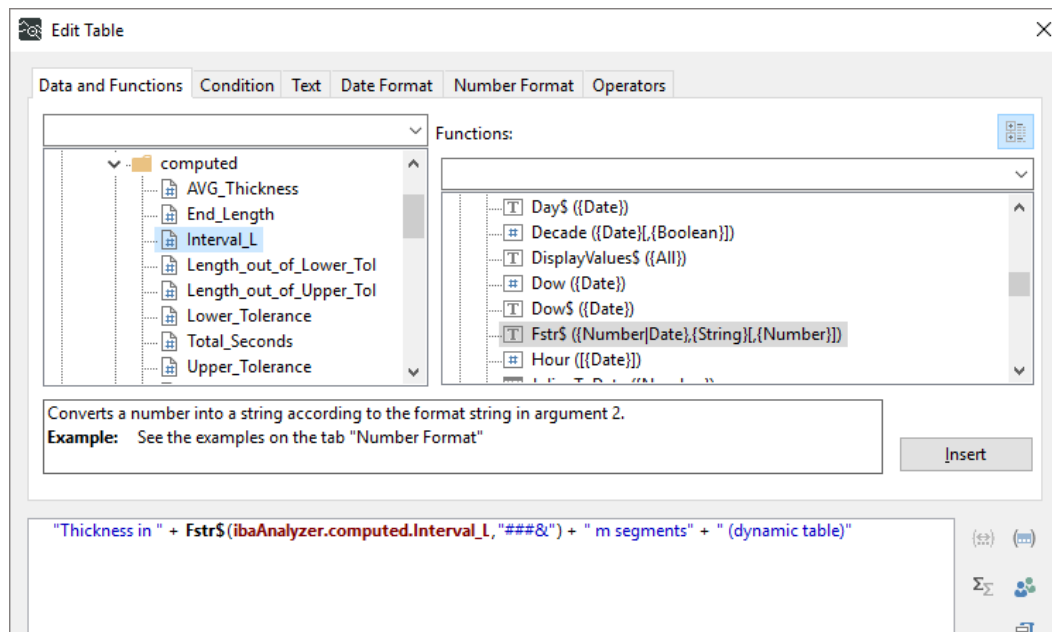 Edit Table
Data and Functions Condition Text Date Format Number Format Operators
Functions:
computed
AVG_Thickness
End_Length
Interval_L
Length_out_of_Lower_Tol
Length_out_of_Upper_Tol
Lower_Tolerance
Total_Seconds
Upper_Tolerance
Day$ ({Date})
Decade ({Date}[,{Boolean}])
DisplayValues$ ({All})
Dow ({Date})
Dow$ ({Date})
Fstr$ ({Number|Date},{String}[,{Number}])
Hour ([{Date}])
Converts a number into a string according to the format string in argument 2.
Example: See the examples on the tab "Number Format"
Insert
"Thickness in " + Fstr$(ibaAnalyzer.computed.Interval_L,"###&") + " m segments" + " (dynamic table)"